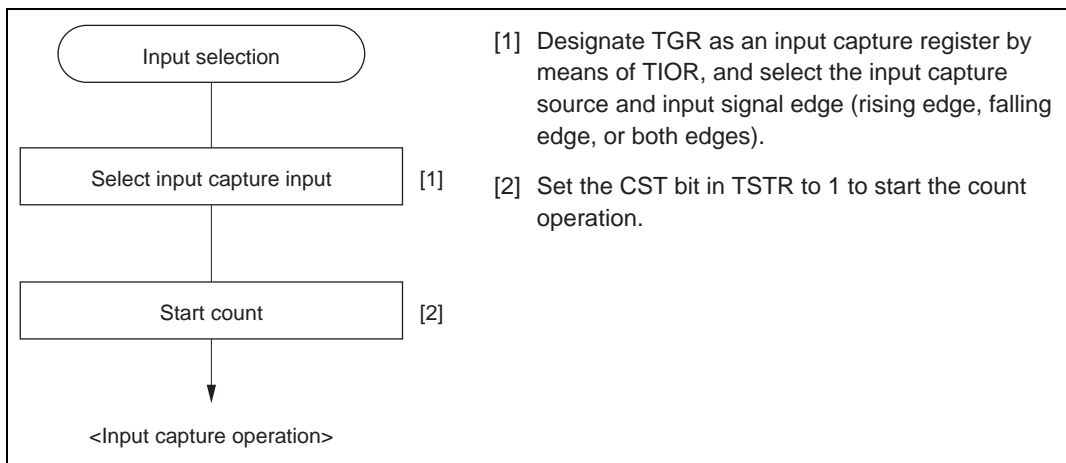 Input selection
Select input capture input
[1]
Start count
[2]
<Input capture operation>
[1] Designate TGR as an input capture register by
means of TIOR, and select the input capture
source and input signal edge (rising edge, falling
edge, or both edges).
[2] Set the CST bit in TSTR to 1 to start the count
operation.